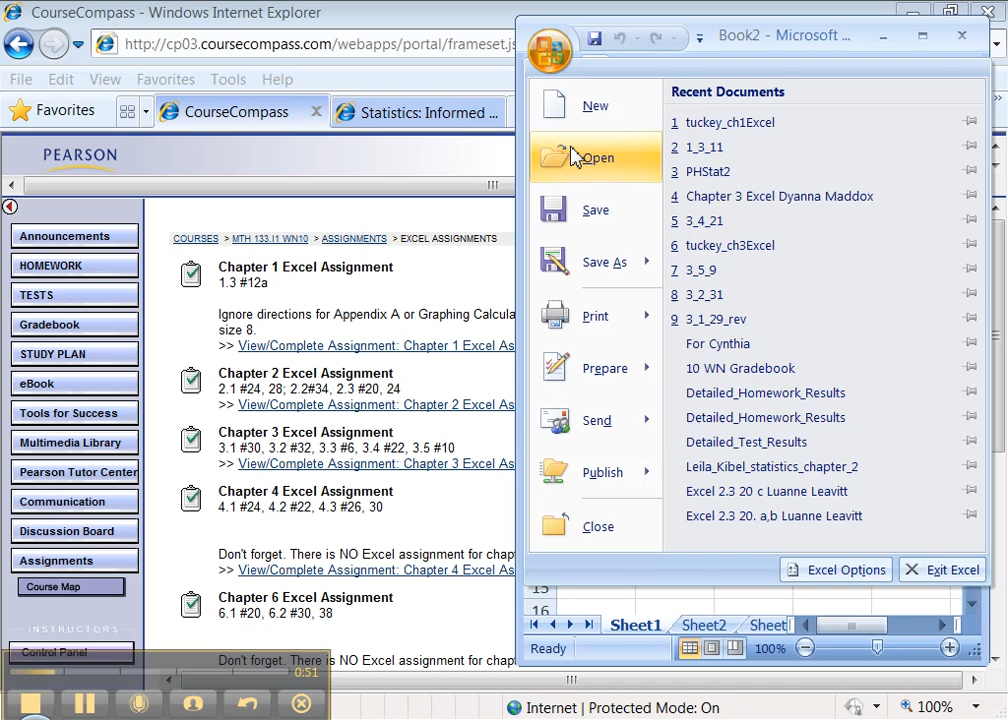 CourseCompass - Windows Internet Explorer
http://cp03.coursecompass.com/webapps/portal/frameset.js
File Edit View Favorites Tools Help
Favorites
CourseCompass
Statistics: Informed ...
PEARSON
Announcements
HOMEWORK
TESTS
Gradebook
STUDY PLAN
eBook
Tools for Success
Multimedia Library
Pearson Tutor Center
Communication
Discussion Board
Assignments
Course Map
INSTRUCTORS
Control Panel
0:51
COURSES > MTH 133.I1 WN10 > ASSIGNMENTS > EXCEL ASSIGNMENTS
Chapter 1 Excel Assignment
1.3 #12a
Ignore directions for Appendix A or Graphing Calcula
size 8.
>> View/Complete Assignment: Chapter 1 Excel As
Chapter 2 Excel Assignment
2.1 #24, 28; 2.2#34, 2.3 #20, 24
>> View/Complete Assignment: Chapter 2 Excel As
Chapter 3 Excel Assignment
3.1 #30, 3.2 #32, 3.3 #6, 3.4 #22, 3.5 #10
>> View/Complete Assignment: Chapter 3 Excel As
Chapter 4 Excel Assignment
4.1 #24, 4.2 #22, 4.3 #26, 30
Don't forget. There is NO Excel assignment for chap
>> View/Complete Assignment: Chapter 4 Excel As
Chapter 6 Excel Assignment
6.1 #20, 6.2 #30, 38
Don't forget. There is NO Excel assignment for chap
Book2 - Microsoft ...
New
Open
Save
Save As
Print
Prepare
Send
Publish
Close
Recent Documents
1 tuckey_ch1Excel
2 1_3_11
3 PHStat2
4 Chapter 3 Excel Dyanna Maddox
5 3_4_21
6 tuckey_ch3Excel
7 3_5_9
8 3_2_31
9 3_1_29_rev
For Cynthia
10 WN Gradebook
Detailed_Homework_Results
Detailed_Homework_Results
Detailed_Test_Results
Leila_Kibel_statistics_chapter_2
Excel 2.3 20 c Luanne Leavitt
Excel 2.3 20. a,b Luanne Leavitt
Excel Options
Exit Excel
15
16
Sheet1 Sheet2 Sheet
Ready
100%
Internet | Protected Mode: On
100%